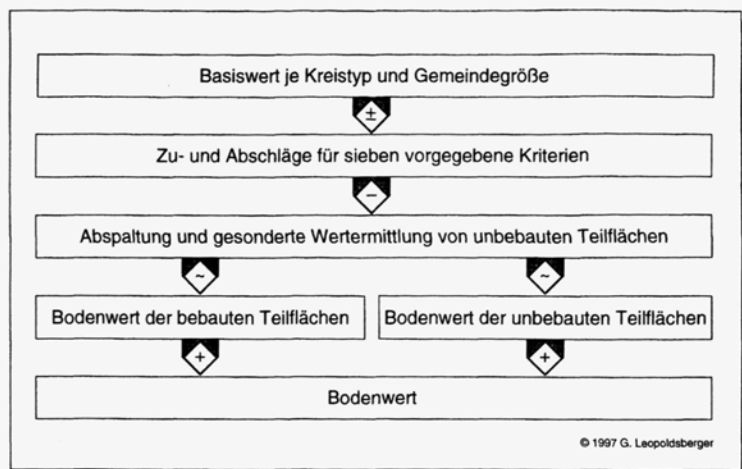 Basiswert je Kreistyp und Gemeindegröße
±
Zu- und Abschläge für sieben vorgegebene Kriterien
−
Abspaltung und gesonderte Wertermittlung von unbebauten Teilflächen
~ ~
Bodenwert der bebauten Teilflächen Bodenwert der unbebauten Teilflächen
+ +
Bodenwert
© 1997 G. Leopoldsberger